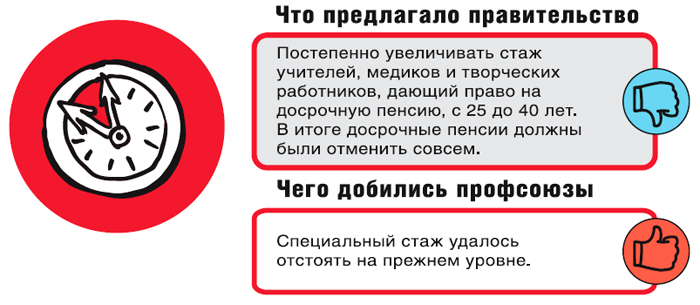 Что предлагало правительство
Постепенно увеличивать стаж
учителей, медиков и творческих
работников, дающий право на
досрочную пенсию, с 25 до 40 лет.
В итоге досрочные пенсии должны
были отменить совсем.
Чего добились профсоюзы
Специальный стаж удалось
отстоять на прежнем уровне.